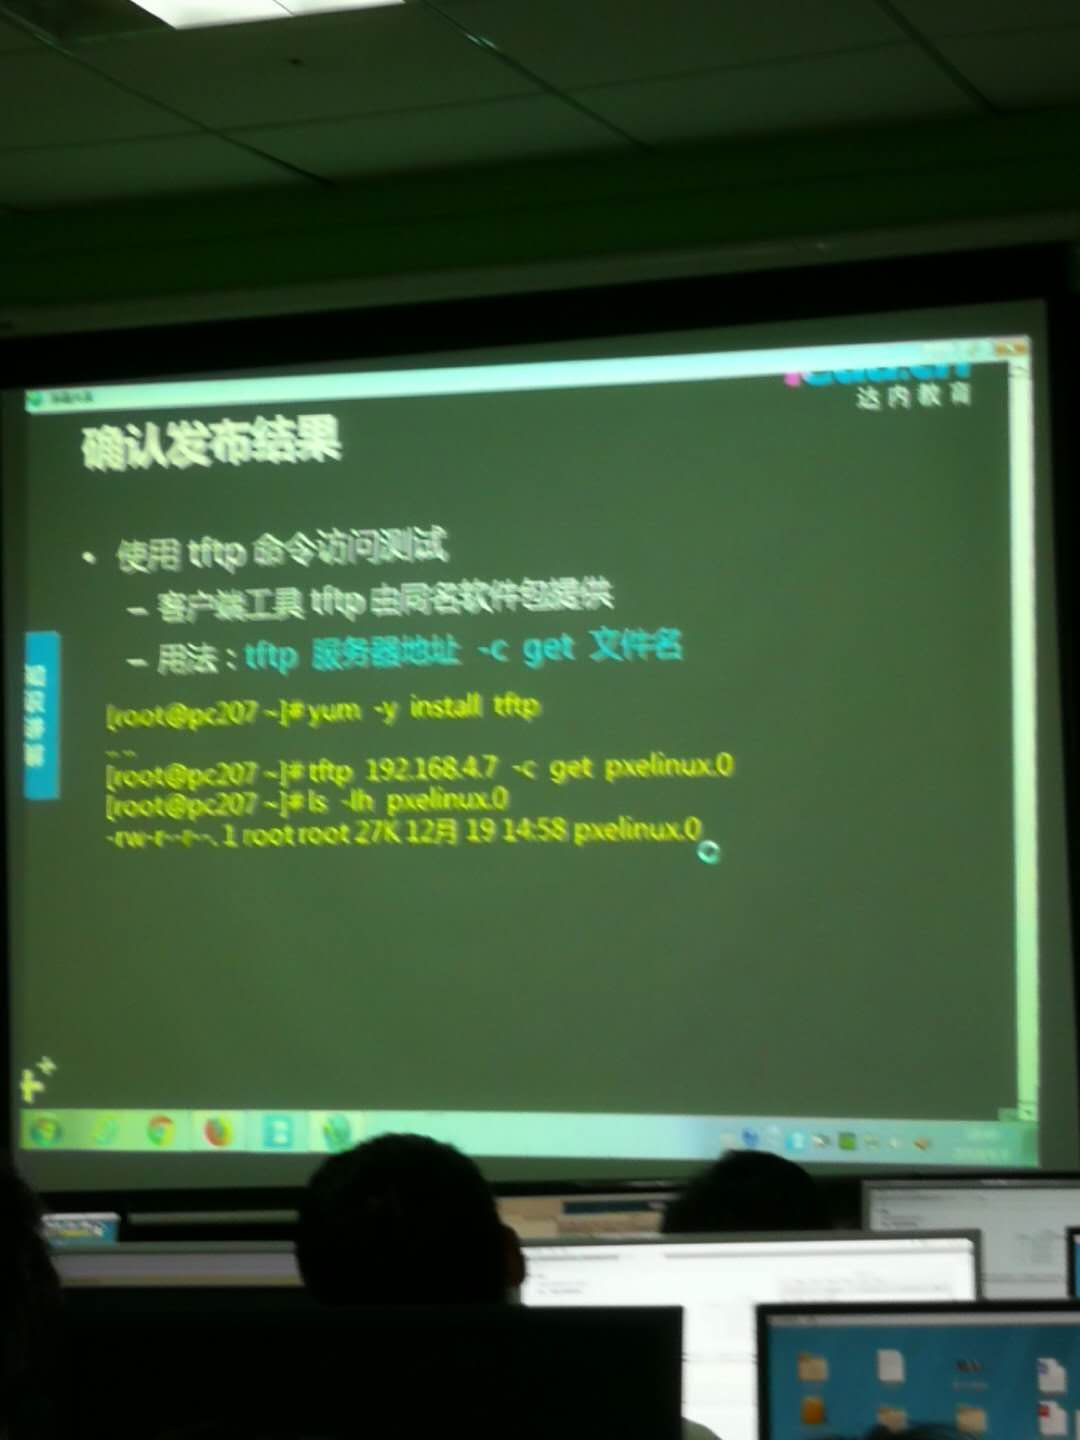 达内教育
确认发布结果
• 使用 tftp 命令访问测试
– 客户端工具 tftp 由同名软件包提供
– 用法：tftp 服务器地址 -c get 文件名
知识讲解
[root@pc207 ~]# yum -y install tftp
.. ..
[root@pc207 ~]# tftp 192.168.4.7 -c get pxelinux.0
[root@pc207 ~]# ls -lh pxelinux.0
-rw-r--r--. 1 root root 27K 12月 19 14:58 pxelinux.0